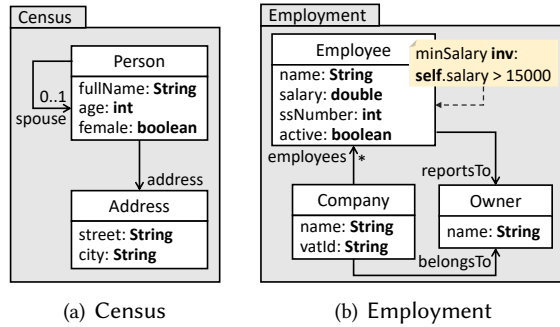 Census
Person
fullName: String
age: int
female: boolean
0..1
spouse
address
Address
street: String
city: String
(a) Census
Employment
Employee
name: String
salary: double
ssNumber: int
active: boolean
minSalary inv:
self.salary > 15000
employees
*
reportsTo
Company
name: String
vatId: String
Owner
name: String
belongsTo
(b) Employment